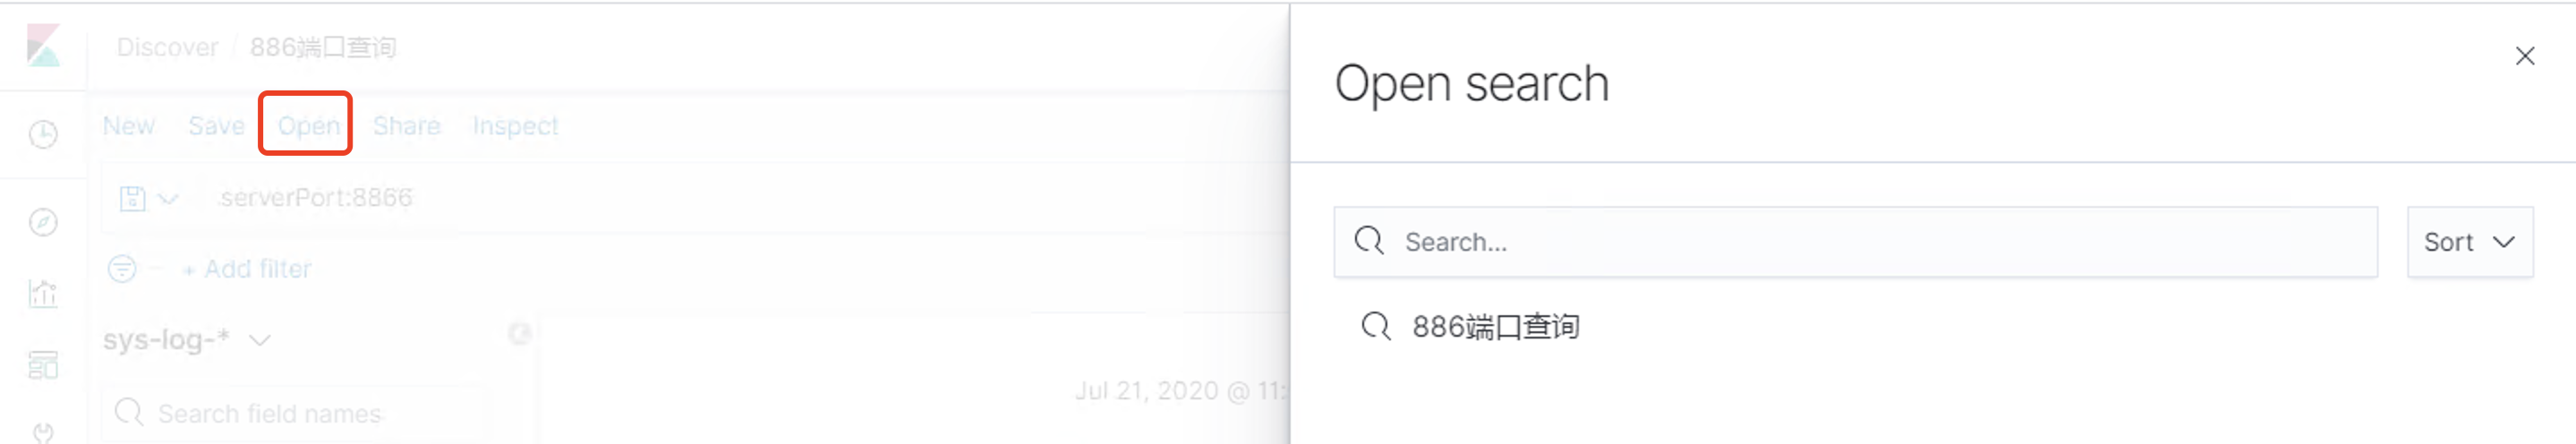 Discover / 886端口查询
New Save Open Share Inspect
serverPort:8866
+ Add filter
sys-log-*
Search field names
Jul 21, 2020 @ 11:
Open search
Search...
Sort
886端口查询